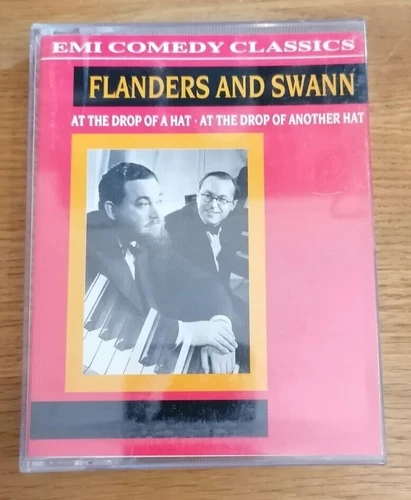 EMI COMEDY CLASSICS
FLANDERS AND SWANN
AT THE DROP OF A HAT · AT THE DROP OF ANOTHER HAT